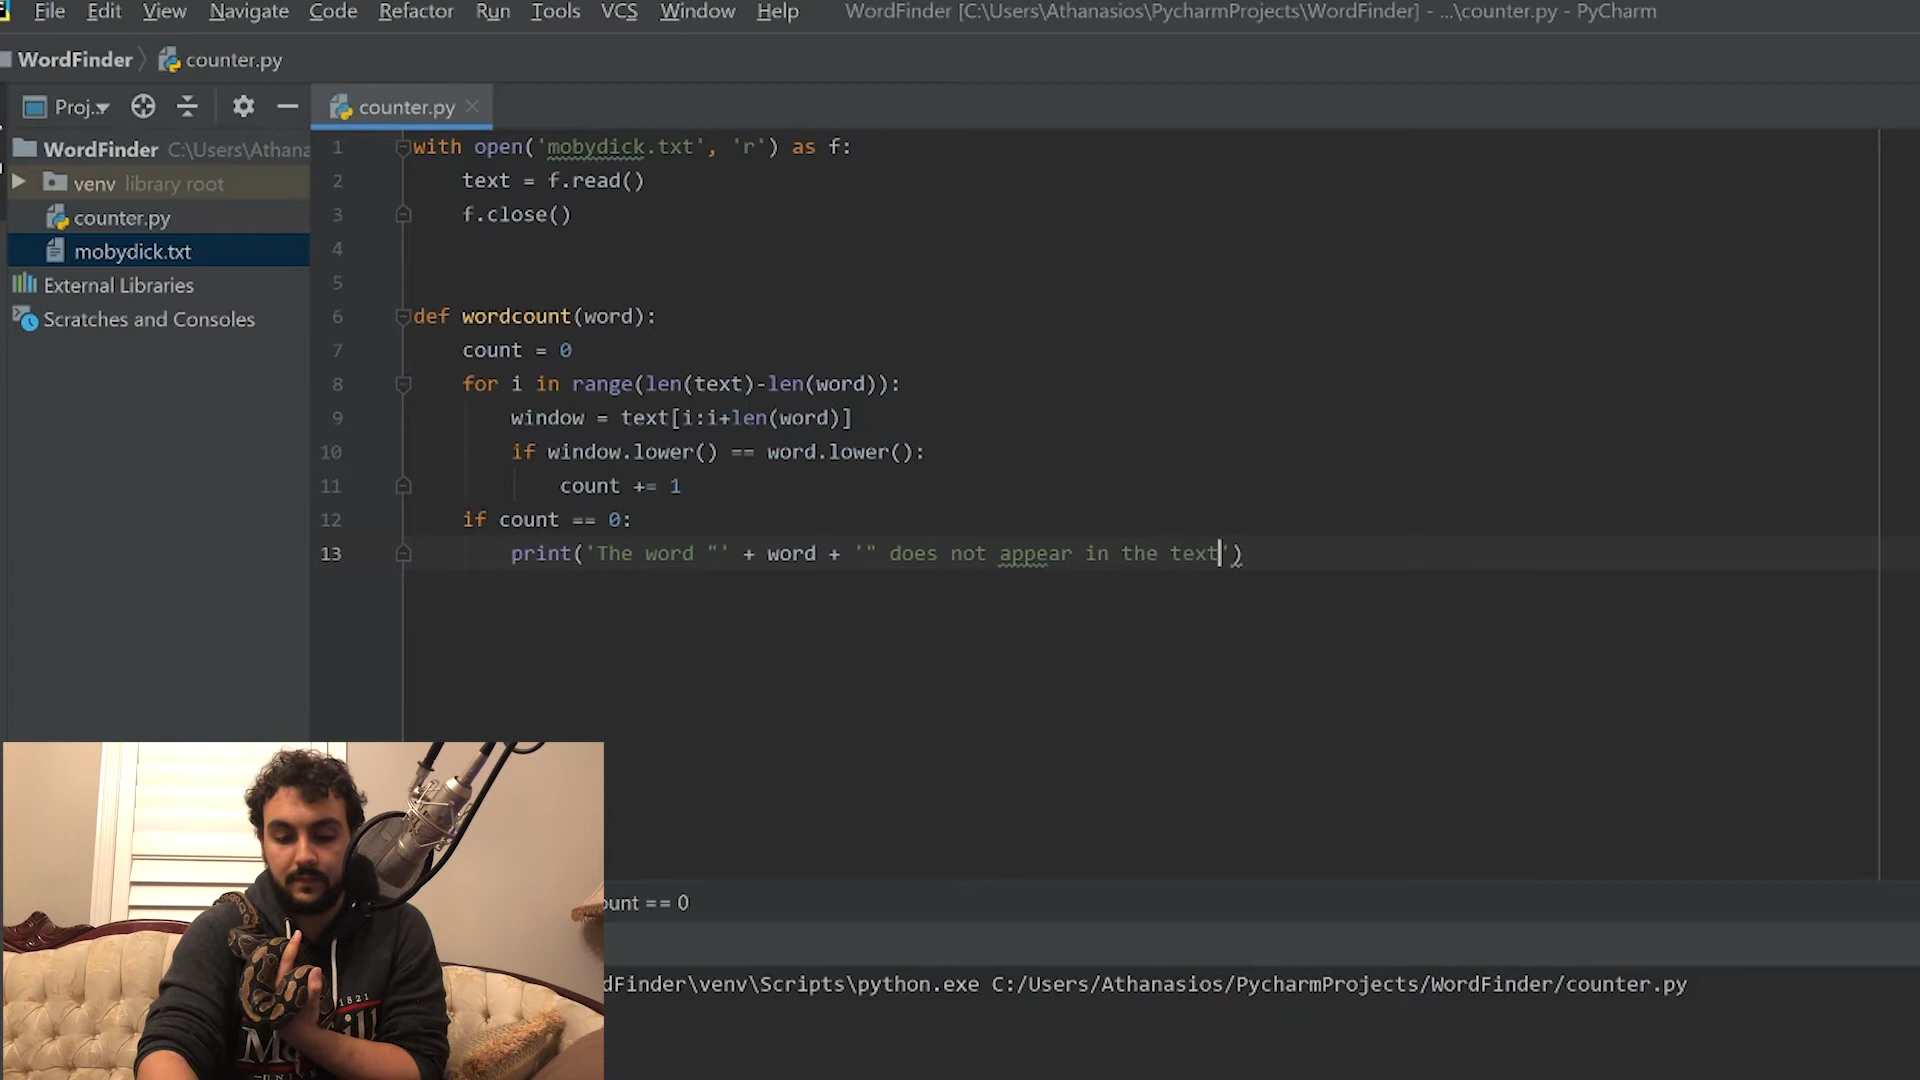 File Edit View Navigate Code Refactor Run Tools VCS Window Help WordFinder [C:\Users\Athanasios\PycharmProjects\WordFinder] - ...\counter.py - PyCharm
WordFinder counter.py
Proj... counter.py
WordFinder C:\Users\Athana
venv library root
counter.py
mobydick.txt
External Libraries
Scratches and Consoles
1 with open('mobydick.txt', 'r') as f:
2 text = f.read()
3 f.close()
4
5
6 def wordcount(word):
7 count = 0
8 for i in range(len(text)-len(word)):
9 window = text[i:i+len(word)]
10 if window.lower() == word.lower():
11 count += 1
12 if count == 0:
13 print('The word "' + word + '" does not appear in the text')
ount == 0
dFinder\venv\Scripts\python.exe C:/Users/Athanasios/PycharmProjects/WordFinder/counter.py
1821